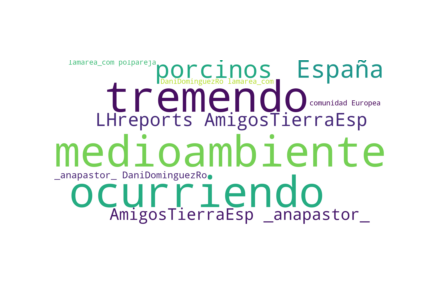 iamarea_com poipareja
porcinos España
DaniDominguezRo iamarea_com
tremendo
comunidad Europea
LHreports AmigosTierraEsp
medioambiente
_anapastor_ DaniDominguezRo
ocurriendo
AmigosTierraEsp _anapastor_